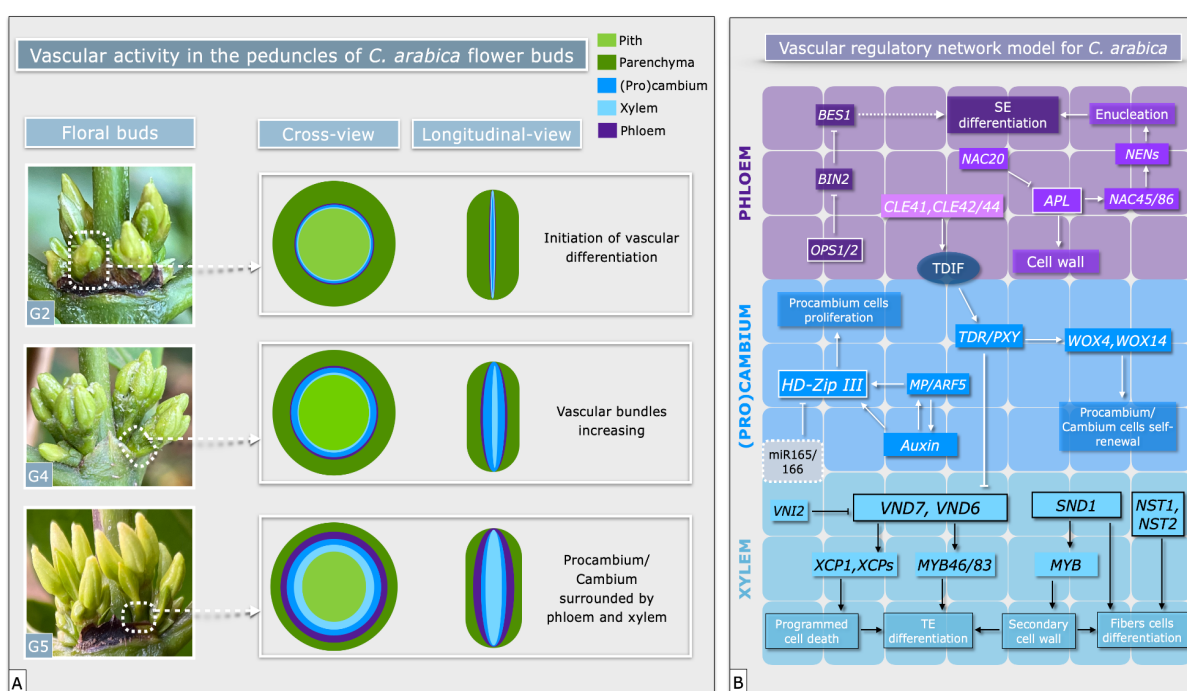 Vascular activity in the peduncles of C. arabica flower buds
Pith
Parenchyma
(Pro)cambium
Xylem
Phloem
Floral buds
Cross-view
Longitudinal-view
G2
Initiation of vascular
differentiation
G4
Vascular bundles
increasing
G5
Procambium/
Cambium
surrounded by
phloem and xylem
A
Vascular regulatory network model for C. arabica
PHLOEM
BES1
SE
differentiation
Enucleation
NAC20
NENs
BIN2
CLE41,CLE42/44
APL
NAC45/86
OPS1/2
TDIF
Cell wall
(PRO)CAMBIUM
Procambium cells
proliferation
TDR/PXY
WOX4,WOX14
HD-Zip III
MP/ARF5
Procambium/
Cambium cells self-
renewal
Auxin
miR165/
166
XYLEM
VNI2
VND7, VND6
SND1
NST1,
NST2
XCP1,XCPs
MYB46/83
MYB
Programmed
cell death
TE
differentiation
Secondary
cell wall
Fibers cells
differentiation
B